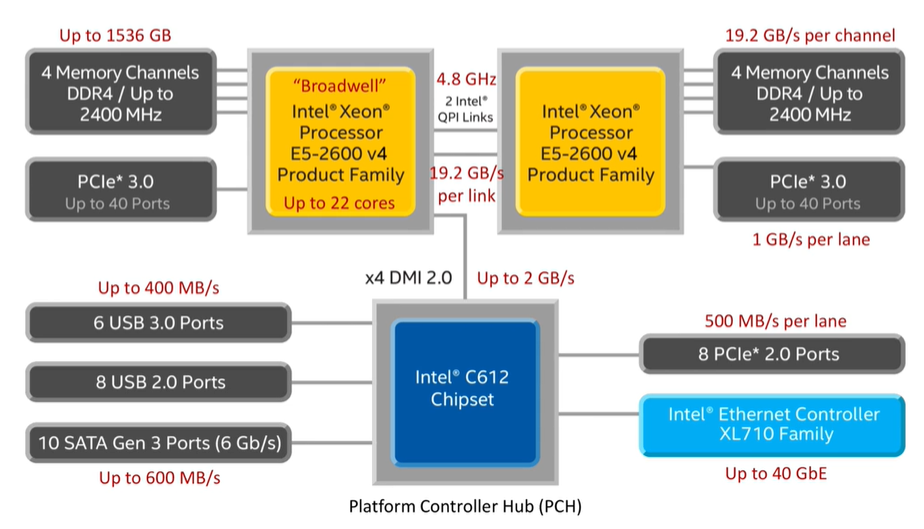 Up to 1536 GB
19.2 GB/s per channel
4 Memory Channels
DDR4 / Up to
2400 MHz
“Broadwell”
Intel® Xeon®
Processor
E5-2600 v4
Product Family
Up to 22 cores
4.8 GHz
2 Intel®
QPI Links
19.2 GB/s
per link
Intel® Xeon®
Processor
E5-2600 v4
Product Family
4 Memory Channels
DDR4 / Up to
2400 MHz
PCIe* 3.0
Up to 40 Ports
PCIe* 3.0
Up to 40 Ports
1 GB/s per lane
x4 DMI 2.0
Up to 2 GB/s
Up to 400 MB/s
6 USB 3.0 Ports
8 USB 2.0 Ports
10 SATA Gen 3 Ports (6 Gb/s)
Up to 600 MB/s
Intel® C612
Chipset
500 MB/s per lane
8 PCIe* 2.0 Ports
Intel® Ethernet Controller
XL710 Family
Up to 40 GbE
Platform Controller Hub (PCH)